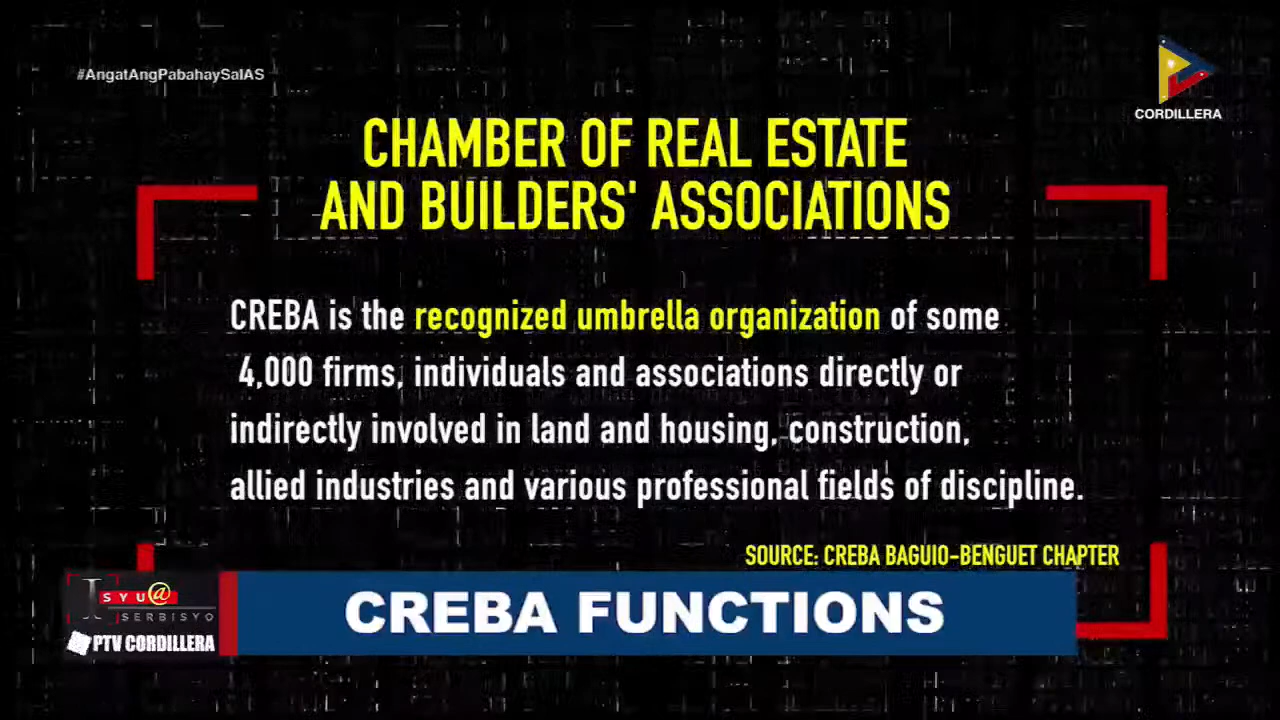 #AngatAngPabahaySaIAS
CORDILLERA
CHAMBER OF REAL ESTATE
AND BUILDERS' ASSOCIATIONS
CREBA is the recognized umbrella organization of some
4,000 firms, individuals and associations directly or
indirectly involved in land and housing, construction,
allied industries and various professional fields of discipline.
SOURCE: CREBA BAGUIO-BENGUET CHAPTER
ISYU@
SERBISYO
PTV CORDILLERA
CREBA FUNCTIONS